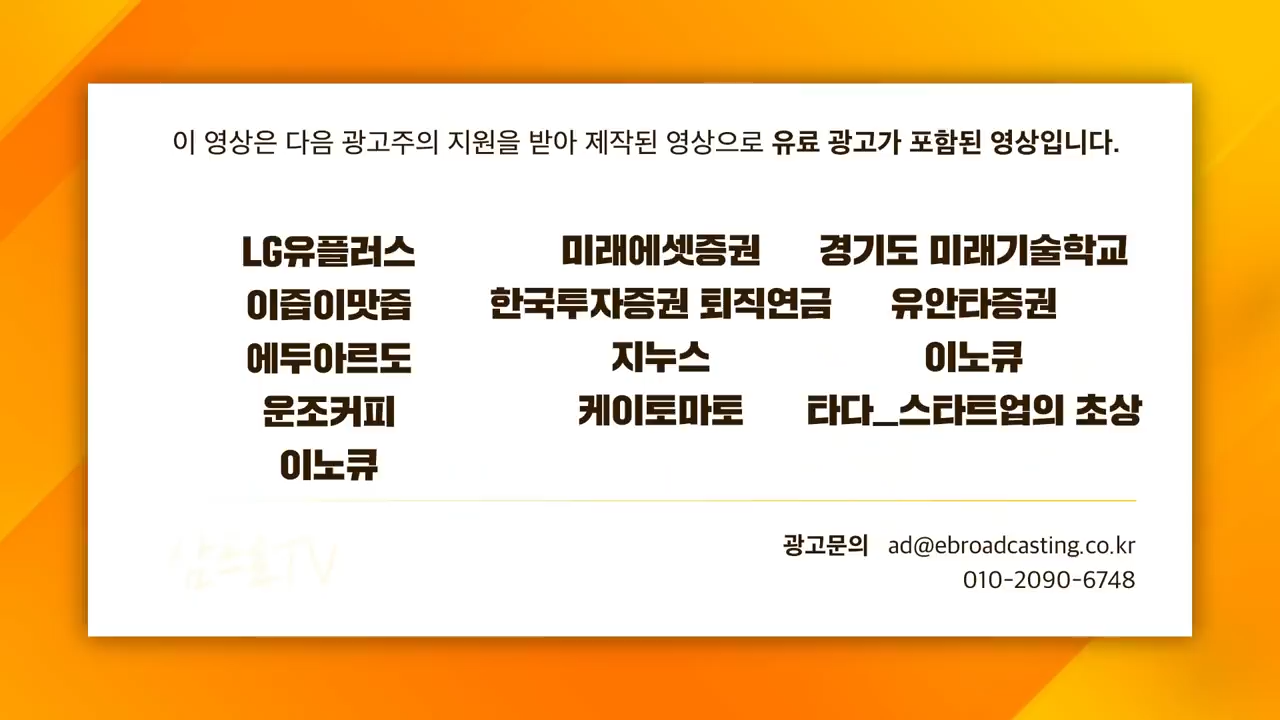 이 영상은 다음 광고주의 지원을 받아 제작된 영상으로 유료 광고가 포함된 영상입니다.
LG유플러스 미래에셋증권 경기도 미래기술학교
이즙이맛즙 한국투자증권 퇴직연금 유안타증권
에두아르도 지누스 이노큐
운조커피 케이토마토 타다_스타트업의 초상
이노큐
광고문의 ad@ebroadcasting.co.kr
010-2090-6748